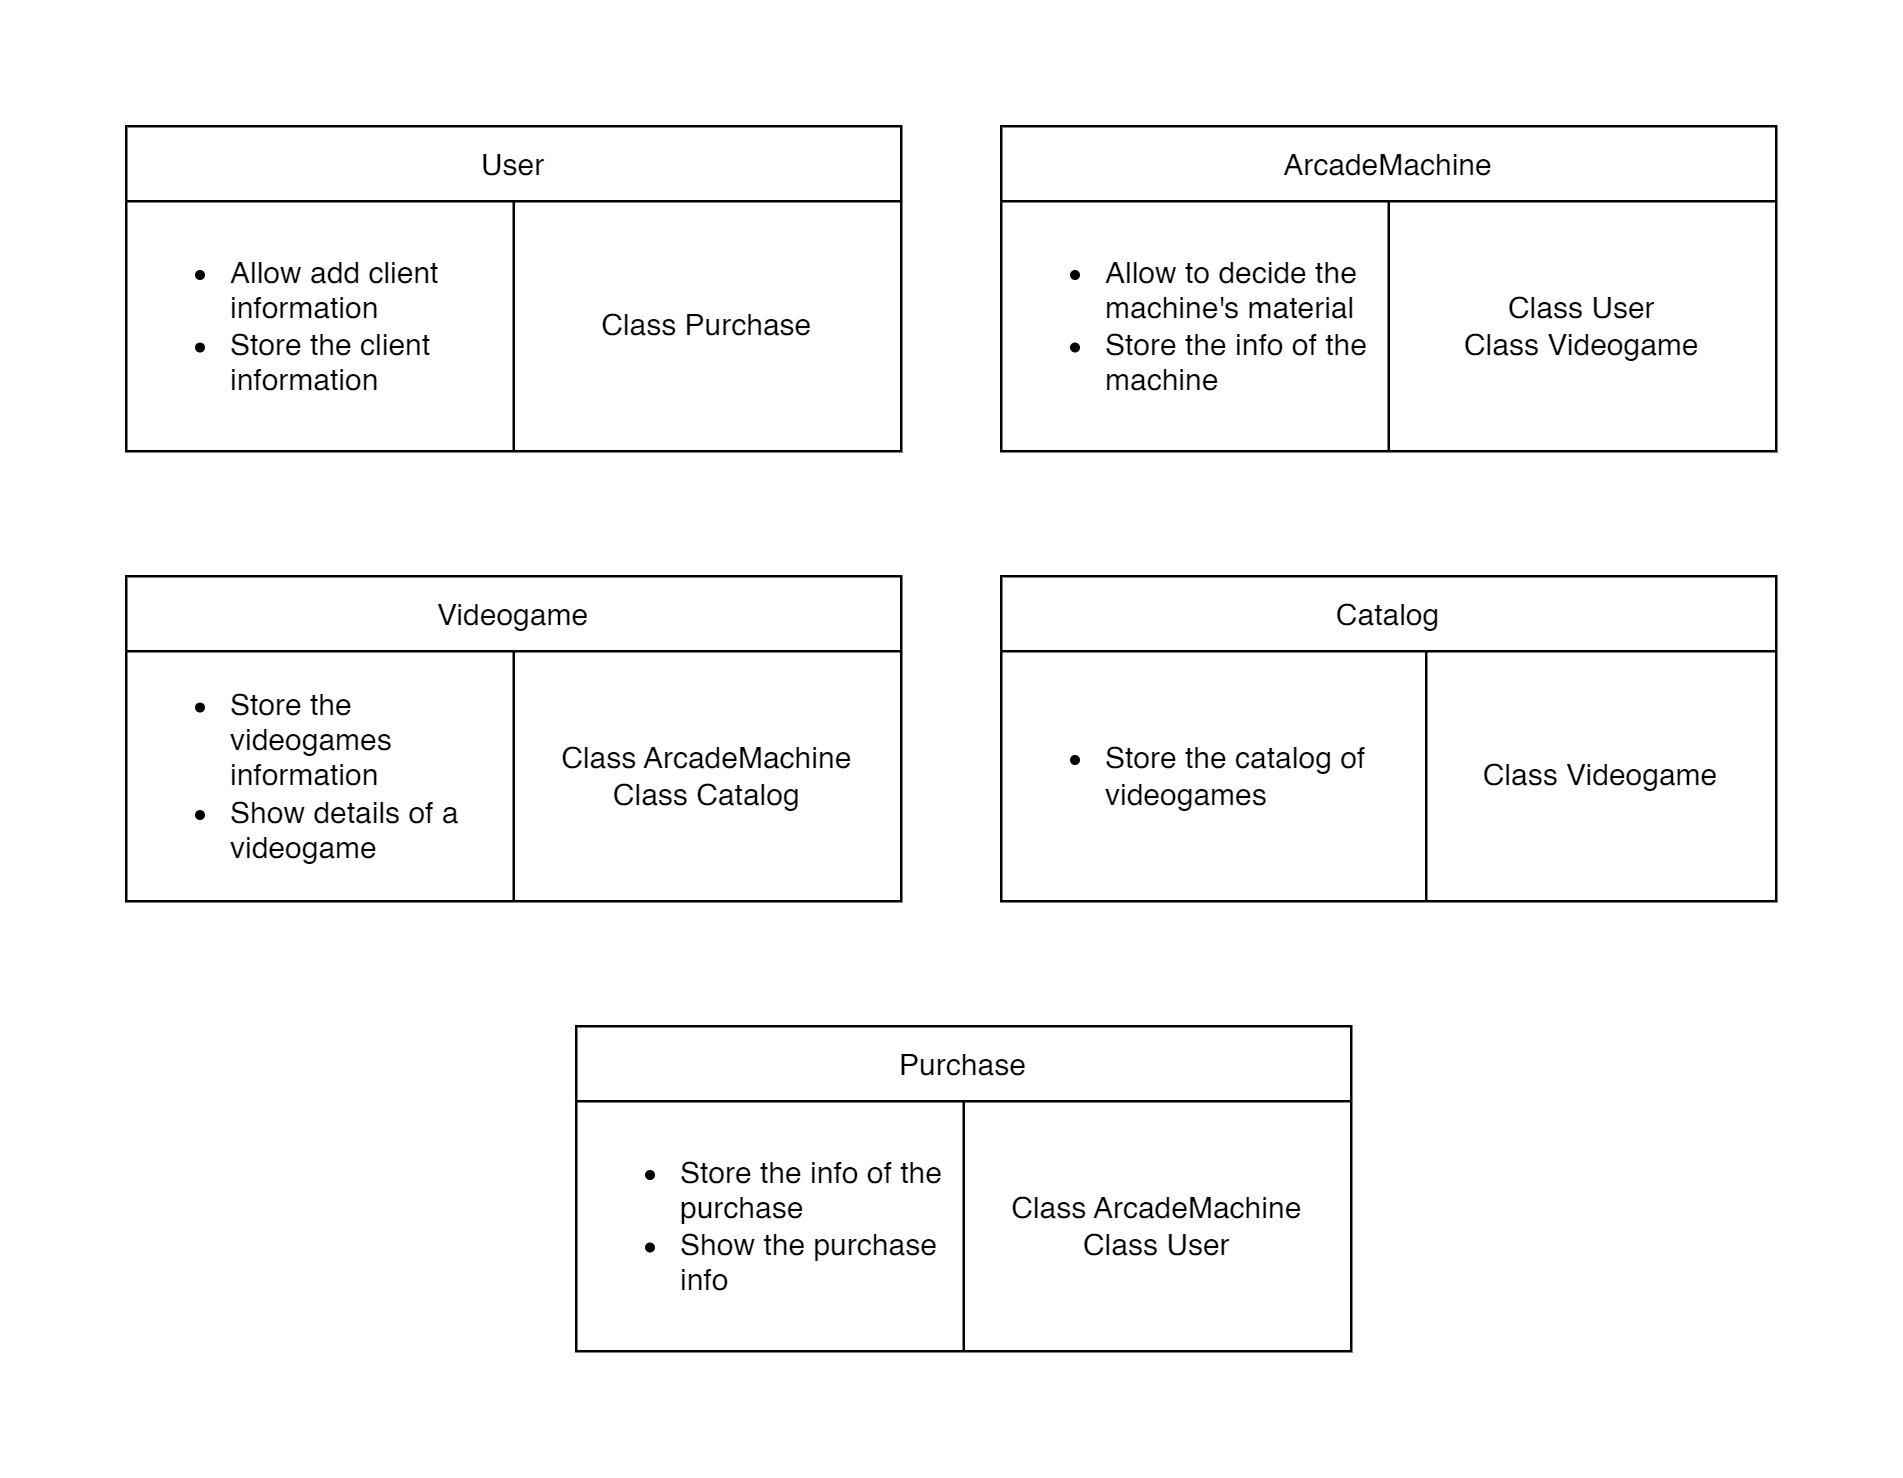 User
Allow add client
information
Store the client
information
Class Purchase
ArcadeMachine
Allow to decide the
machine's material
Store the info of the
machine
Class User
Class Videogame
Videogame
Store the
videogames
information
Show details of a
videogame
Class ArcadeMachine
Class Catalog
Catalog
Store the catalog of
videogames
Class Videogame
Purchase
Store the info of the
purchase
Show the purchase
info
Class ArcadeMachine
Class User